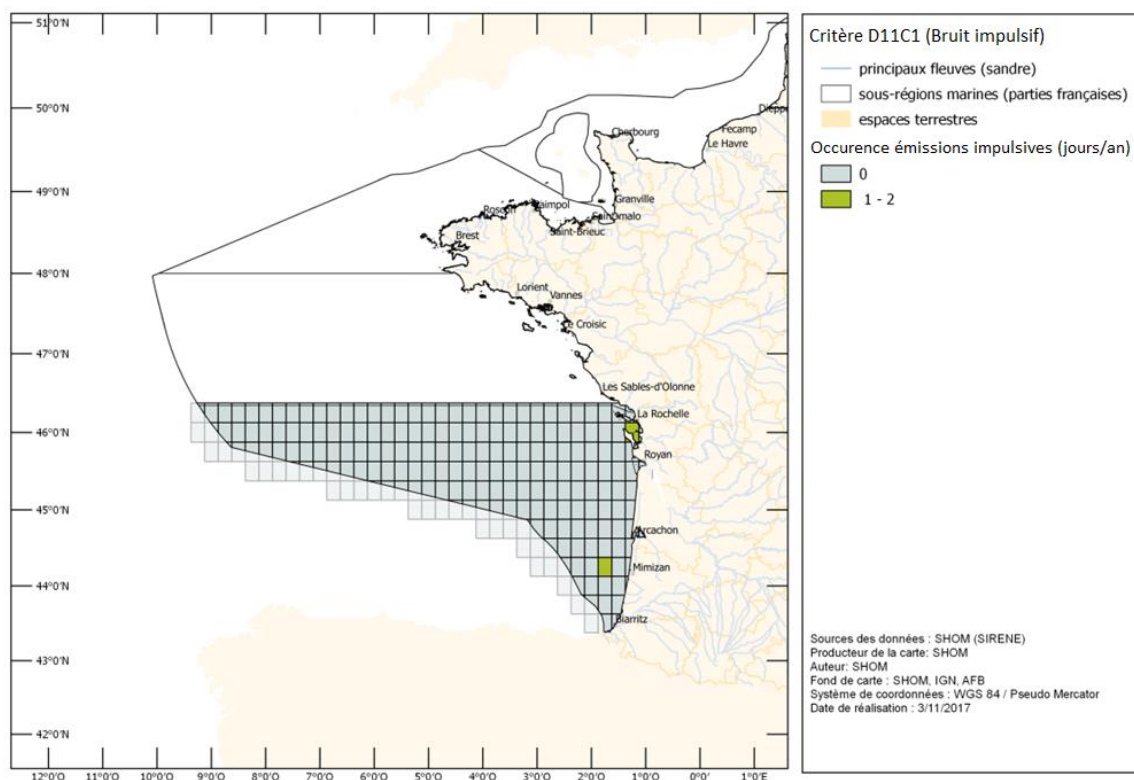 Critère D11C1 (Bruit impulsif)
principaux fleuves (sandre)
sous-régions marines (parties françaises)
espaces terrestres
Occurence émissions impulsives (jours/an)
0
1 - 2
51°0'N
50°0'N
49°0'N
48°0'N
47°0'N
46°0'N
45°0'N
44°0'N
43°0'N
42°0'N
Dieppe
Cherbourg
Fecamp
Le Havre
Granville
Paimpol
Roscoff
Saint-Brieuc
Brest
Lorient
Vannes
Le Croisic
Les Sables-d'Olonne
La Rochelle
Royan
Arcachon
Mimizan
Biarritz
12°0'O
11°0'O
10°0'O
9°0'O
8°0'O
7°0'O
6°0'O
5°0'O
4°0'O
3°0'O
2°0'O
1°0'O
0°0'
1°0'E
Sources des données : SHOM (SIRENE)
Producteur de la carte: SHOM
Auteur: SHOM
Fond de carte : SHOM, IGN, AFB
Système de coordonnées : WGS 84 / Pseudo Mercator
Date de réalisation : 3/11/2017